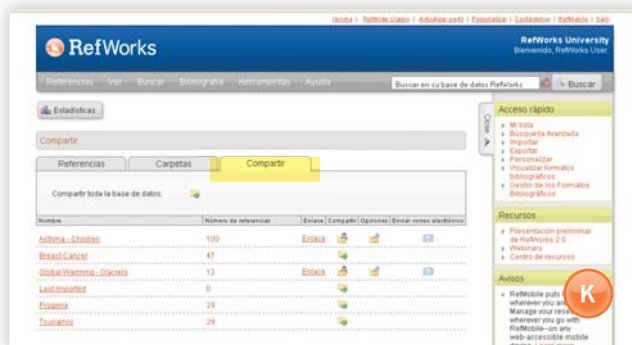 Idioma | RefWorks Clásico | Actualizar perfil | Personalizar | Contáctenos | RefMobile | Salir
RefWorks
RefWorks University
Bienvenido, RefWorks User.
Referencias Ver Buscar Bibliografía Herramientas Ayuda
Buscar en su base de datos RefWorks
Buscar
Estadísticas
Close
Compartir
Referencias
Carpetas
Compartir
Compartir toda la base de datos:
Nombre Número de referencias Enlace Compartir Opciones Enviar correo electrónico
Asthma - Children 100 Enlace
Breast Cancer 47
Global Warming - Glaciers 12 Enlace
Last Imported 0
Progeria 29
Tsunamis 29
Acceso rápido
Mi lista
Búsqueda Avanzada
Importar
Exportar
Personalizar
Visualizar formatos
bibliográficos
Gestor de los Formatos
Bibliográficos
Recursos
Presentación preliminar
de RefWorks 2.0
Webinars
Centro de recursos
Avisos
RefMobile puts
wherever you are
Manage your
wherever you go with
RefMobile--on any
web-accessible mobile
K